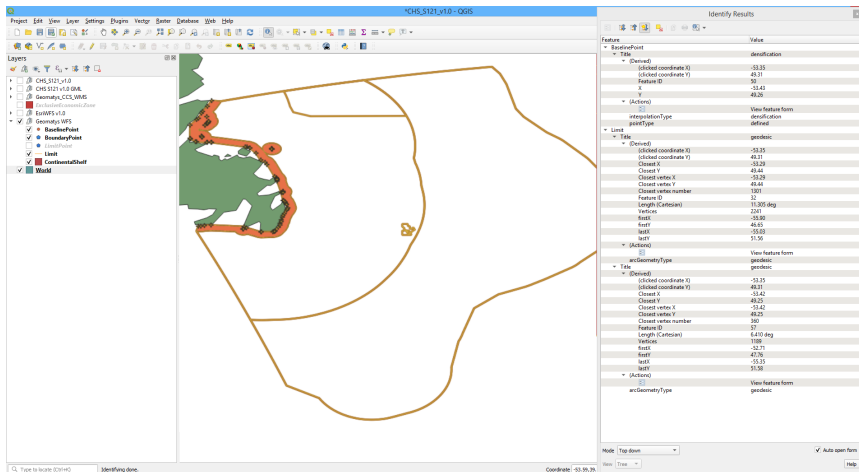 *CHS_S121_v1.0 - QGIS
Project Edit View Layer Settings Plugins Vector Raster Database Web Help
Layers
CHS_S121_v1.0
CHS S121 v1.0 GML
Geomatys_CCS_WMS
ExclusiveEconomicZone
EsriWFS v1.0
Geomatys WFS
BaselinePoint
BoundaryPoint
LimitPoint
Limit
ContinentalShelf
World
Type to locate (Ctrl+K) Identifying done. Coordinate -53.59,39.
Identify Results
Feature Value
BaselinePoint
Title densification
(Derived)
(clicked coordinate X) -53.35
(clicked coordinate Y) 49.31
Feature ID 50
X -53.43
Y 49.26
(Actions)
View feature form
interpolationType densification
pointType defined
Limit
Title geodesic
(Derived)
(clicked coordinate X) -53.35
(clicked coordinate Y) 49.31
Closest X -53.29
Closest Y 49.44
Closest vertex X -53.29
Closest vertex Y 49.44
Closest vertex number 1301
Feature ID 32
Length (Cartesian) 11.305 deg
Vertices 2241
firstX -55.90
firstY 46.65
lastX -55.03
lastY 51.56
(Actions)
View feature form
arcGeometryType geodesic
Title geodesic
(Derived)
(clicked coordinate X) -53.35
(clicked coordinate Y) 49.31
Closest X -53.42
Closest Y 49.25
Closest vertex X -53.42
Closest vertex Y 49.25
Closest vertex number 360
Feature ID 57
Length (Cartesian) 6.410 deg
Vertices 1189
firstX -52.71
firstY 47.76
lastX -55.35
lastY 51.58
(Actions)
View feature form
arcGeometryType geodesic
Mode Top down Auto open form
View Tree Help